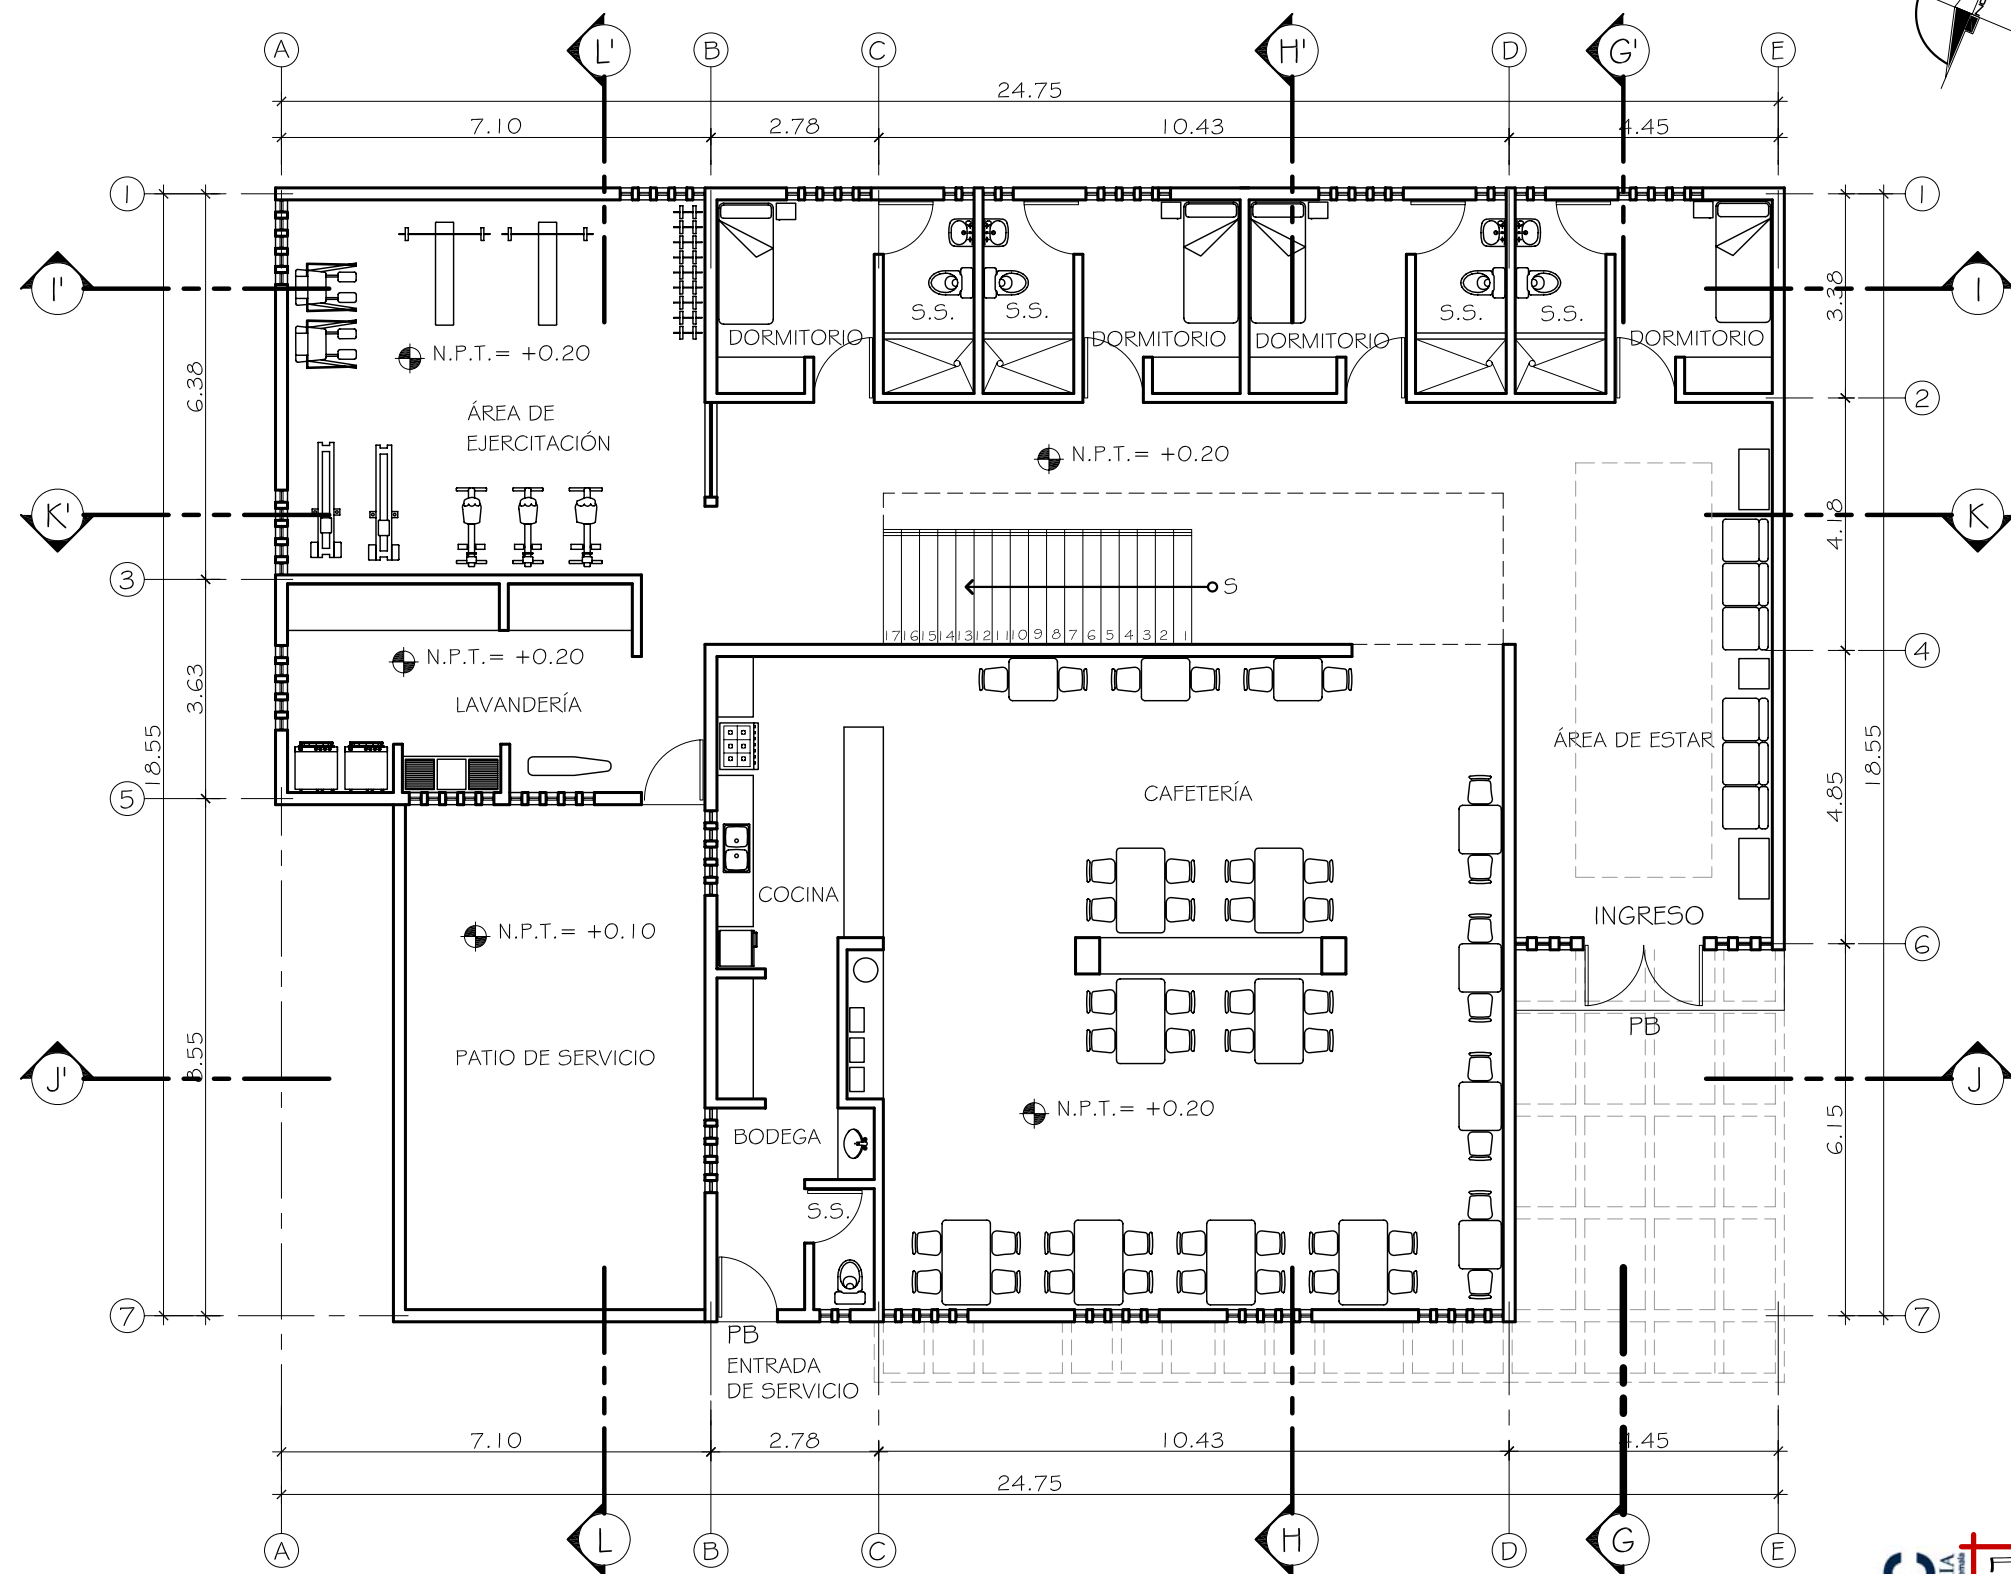 A
L'
B
C
H'
D
G'
E
24.75
7.10
2.78
10.43
4.45
1
1
I'
I
S.S.
S.S.
S.S.
S.S.
3.38
DORMITORIO
DORMITORIO
DORMITORIO
DORMITORIO
N.P.T.= +0.20
6.38
2
ÁREA DE
EJERCITACIÓN
N.P.T.= +0.20
K'
K
4.18
3
S
17 16 15 14 13 12 11 10 9 8 7 6 5 4 3 2 1
N.P.T.= +0.20
4
3.63
LAVANDERÍA
18.55
ÁREA DE ESTAR
18.55
5
CAFETERÍA
4.85
COCINA
INGRESO
N.P.T.= +0.10
6
PB
8.55
PATIO DE SERVICIO
J'
J
N.P.T.= +0.20
BODEGA
6.15
S.S.
7
7
PB
ENTRADA
DE SERVICIO
7.10
2.78
10.43
4.45
24.75
A
L
B
C
H
D
G
E